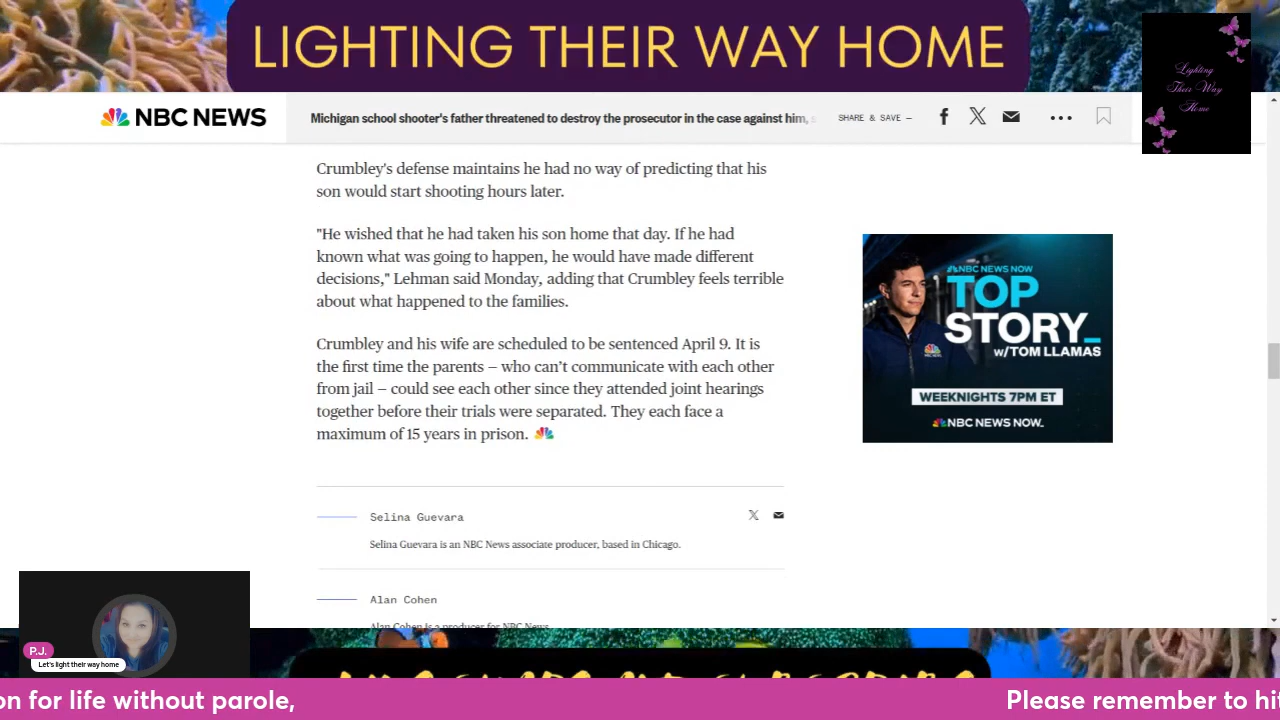 LIGHTING THEIR WAY HOME
Lighting
Their Way
Home
NBC NEWS
Michigan school shooter's father threatened to destroy the prosecutor in the case against him,
SHARE & SAVE —
Crumbley's defense maintains he had no way of predicting that his
son would start shooting hours later.
"He wished that he had taken his son home that day. If he had
known what was going to happen, he would have made different
decisions," Lehman said Monday, adding that Crumbley feels terrible
about what happened to the families.
Crumbley and his wife are scheduled to be sentenced April 9. It is
the first time the parents — who can't communicate with each other
from jail — could see each other since they attended joint hearings
together before their trials were separated. They each face a
maximum of 15 years in prison.
NBC NEWS NOW
TOP
STORY_
w/TOM LLAMAS
WEEKNIGHTS 7PM ET
NBC NEWS NOW.
Selina Guevara
Selina Guevara is an NBC News associate producer, based in Chicago.
Alan Cohen
Alan Cohen is a producer for NBC News.
P.J.
Let's light their way home
on for life without parole,
Please remember to hit